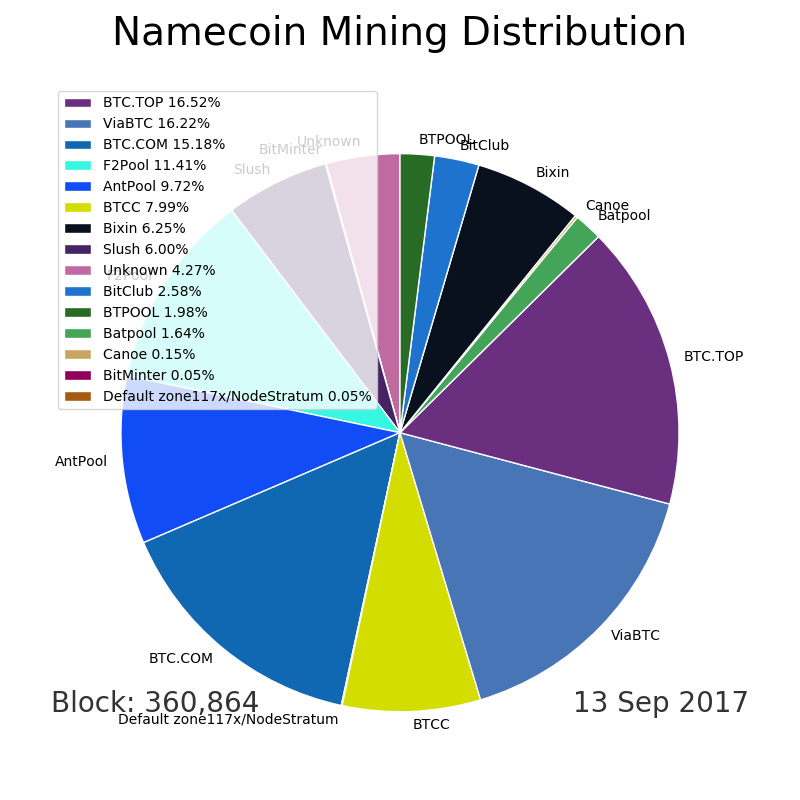 Namecoin Mining Distribution
BTC.TOP 16.52%
ViaBTC 16.22%
BTC.COM 15.18%
F2Pool 11.41%
AntPool 9.72%
BTCC 7.99%
Bixin 6.25%
Slush 6.00%
Unknown 4.27%
BitClub 2.58%
BTPOOL 1.98%
Batpool 1.64%
Canoe 0.15%
BitMinter 0.05%
Default zone117x/NodeStratum 0.05%
Unknown
BitMinter
Slush
F2Pool
BTPOOL
BitClub
Bixin
Canoe
Batpool
BTC.TOP
ViaBTC
BTCC
Default zone117x/NodeStratum
BTC.COM
AntPool
Block: 360,864
13 Sep 2017